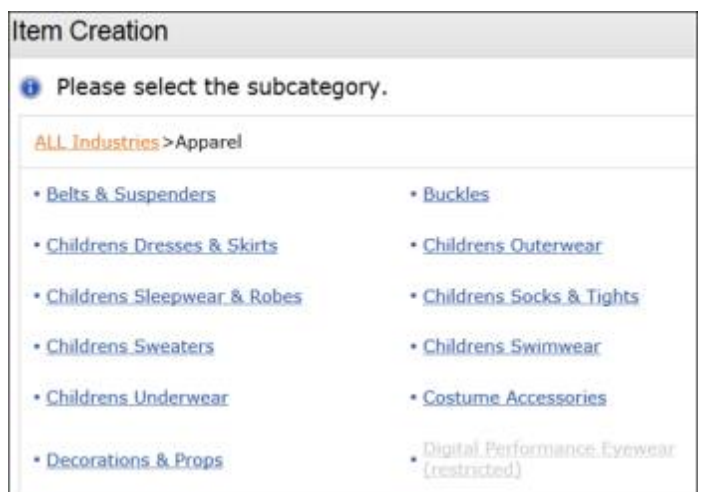 Item Creation
Please select the subcategory.
ALL Industries>Apparel
• Belts & Suspenders
• Buckles
• Childrens Dresses & Skirts
• Childrens Outerwear
• Childrens Sleepwear & Robes
• Childrens Socks & Tights
• Childrens Sweaters
• Childrens Swimwear
• Childrens Underwear
• Costume Accessories
• Decorations & Props
• Digital Performance Eyewear
(restricted)